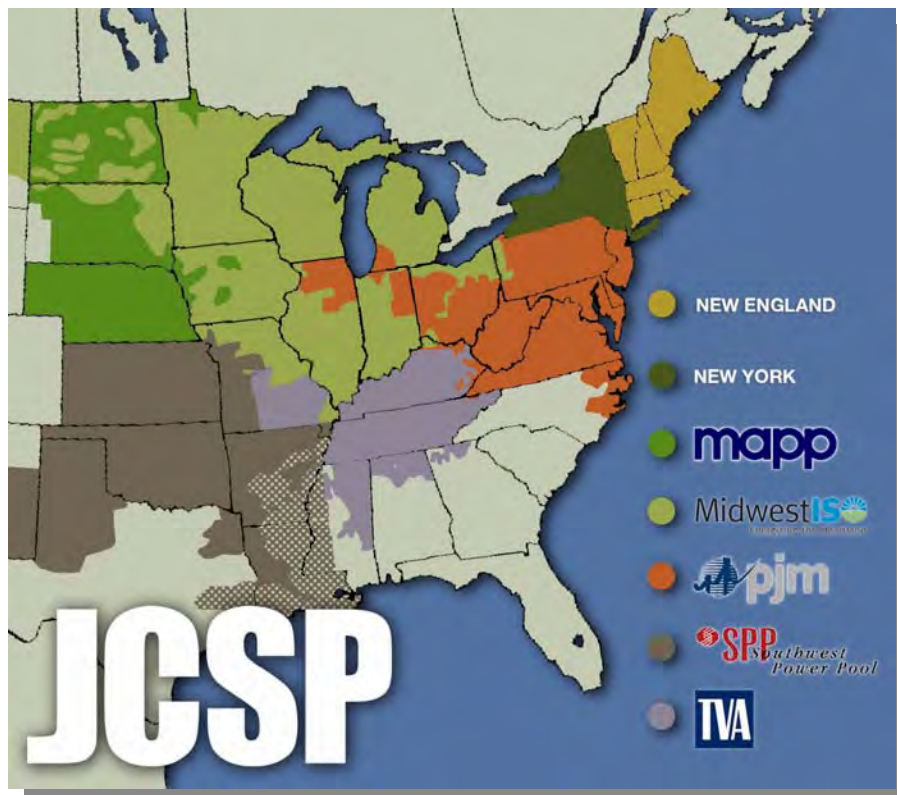 NEW ENGLAND
NEW YORK
mapp
MidwestISO
pjm
SPP
Southwest
Power Pool
TVA
JCSP